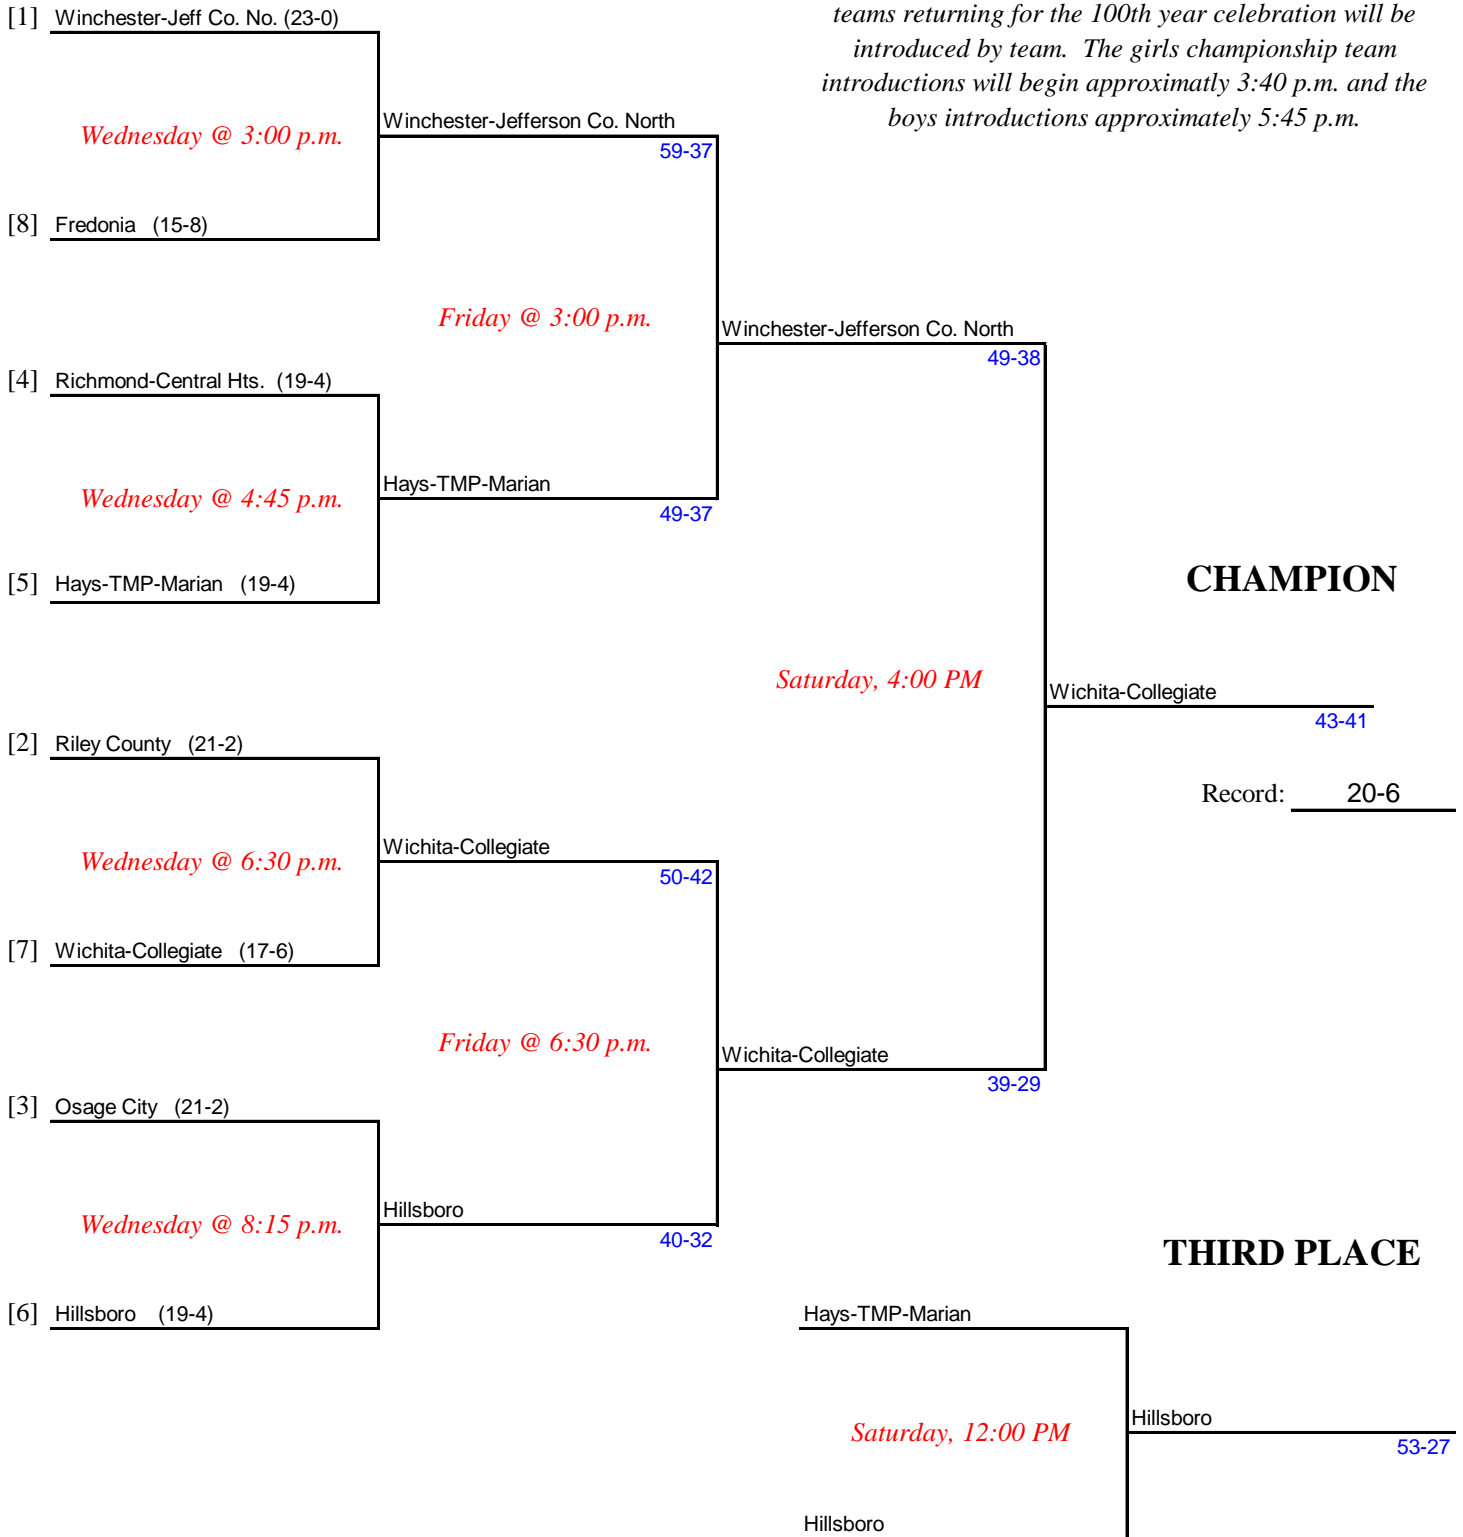 [1] Winchester-Jeff Co. No. (23-0)
teams returning for the 100th year celebration will be
introduced by team. The girls championship team
introductions will begin approximatly 3:40 p.m. and the
boys introductions approximately 5:45 p.m.
Winchester-Jefferson Co. North
Wednesday @ 3:00 p.m.
59-37
[8] Fredonia (15-8)
Friday @ 3:00 p.m.
Winchester-Jefferson Co. North
49-38
[4] Richmond-Central Hts. (19-4)
Hays-TMP-Marian
Wednesday @ 4:45 p.m.
49-37
[5] Hays-TMP-Marian (19-4)
CHAMPION
Saturday, 4:00 PM
Wichita-Collegiate
43-41
[2] Riley County (21-2)
Record: 20-6
Wichita-Collegiate
Wednesday @ 6:30 p.m.
50-42
[7] Wichita-Collegiate (17-6)
Friday @ 6:30 p.m.
Wichita-Collegiate
39-29
[3] Osage City (21-2)
Hillsboro
Wednesday @ 8:15 p.m.
40-32
THIRD PLACE
[6] Hillsboro (19-4)
Hays-TMP-Marian
Saturday, 12:00 PM
Hillsboro
53-27
Hillsboro